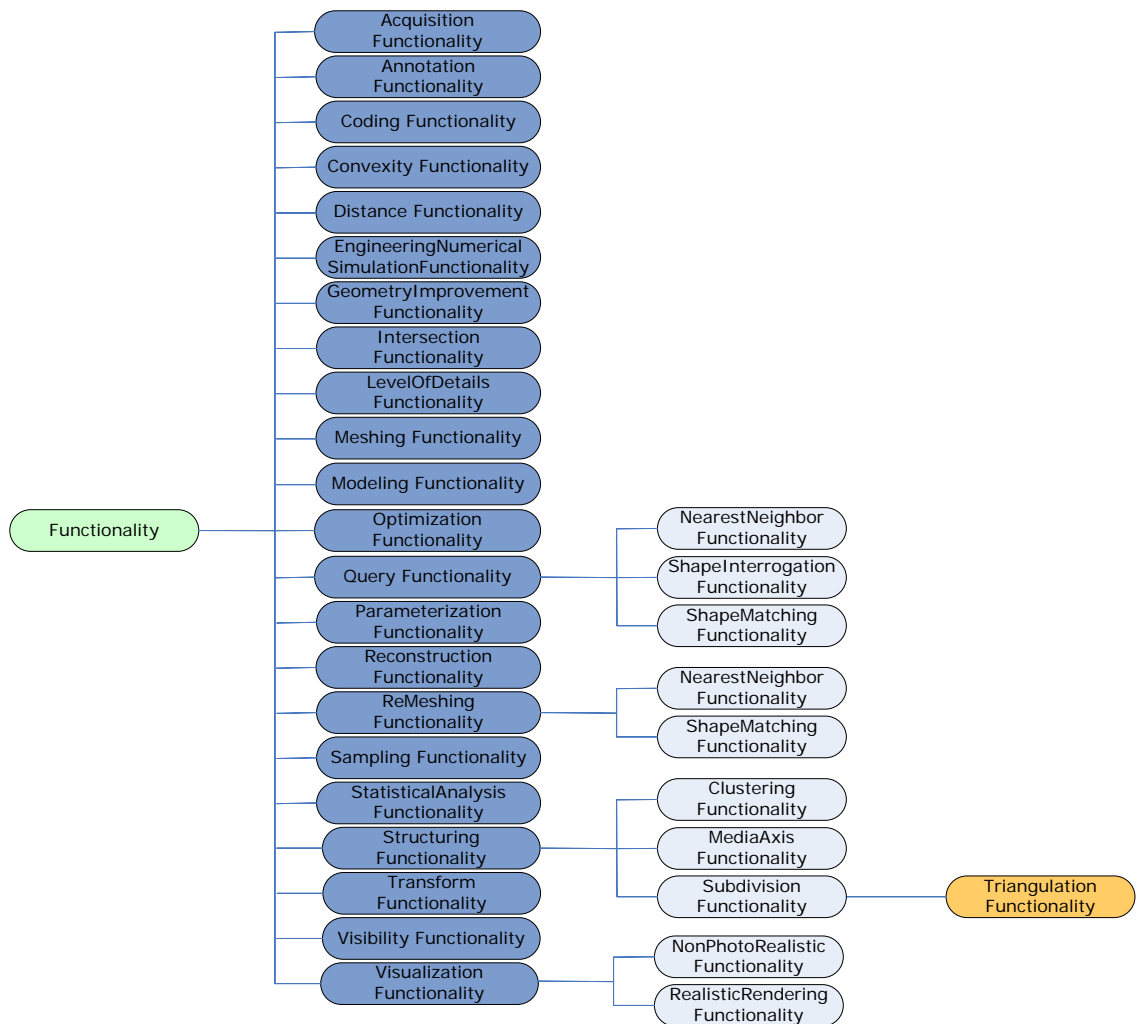 Acquisition
Functionality
Annotation
Functionality
Coding Functionality
Convexity Functionality
Distance Functionality
EngineeringNumerical
SimulationFunctionality
GeometryImprovement
Functionality
Intersection
Functionality
LevelOfDetails
Functionality
Meshing Functionality
Modeling Functionality
Functionality
Optimization
Functionality
Query Functionality
NearestNeighbor
Functionality
ShapeInterrogation
Functionality
ShapeMatching
Functionality
Parameterization
Functionality
Reconstruction
Functionality
ReMeshing
Functionality
NearestNeighbor
Functionality
ShapeMatching
Functionality
Sampling Functionality
StatisticalAnalysis
Functionality
Structuring
Functionality
Clustering
Functionality
MediaAxis
Functionality
Subdivision
Functionality
Triangulation
Functionality
Transform
Functionality
Visibility Functionality
Visualization
Functionality
NonPhotoRealistic
Functionality
RealisticRendering
Functionality